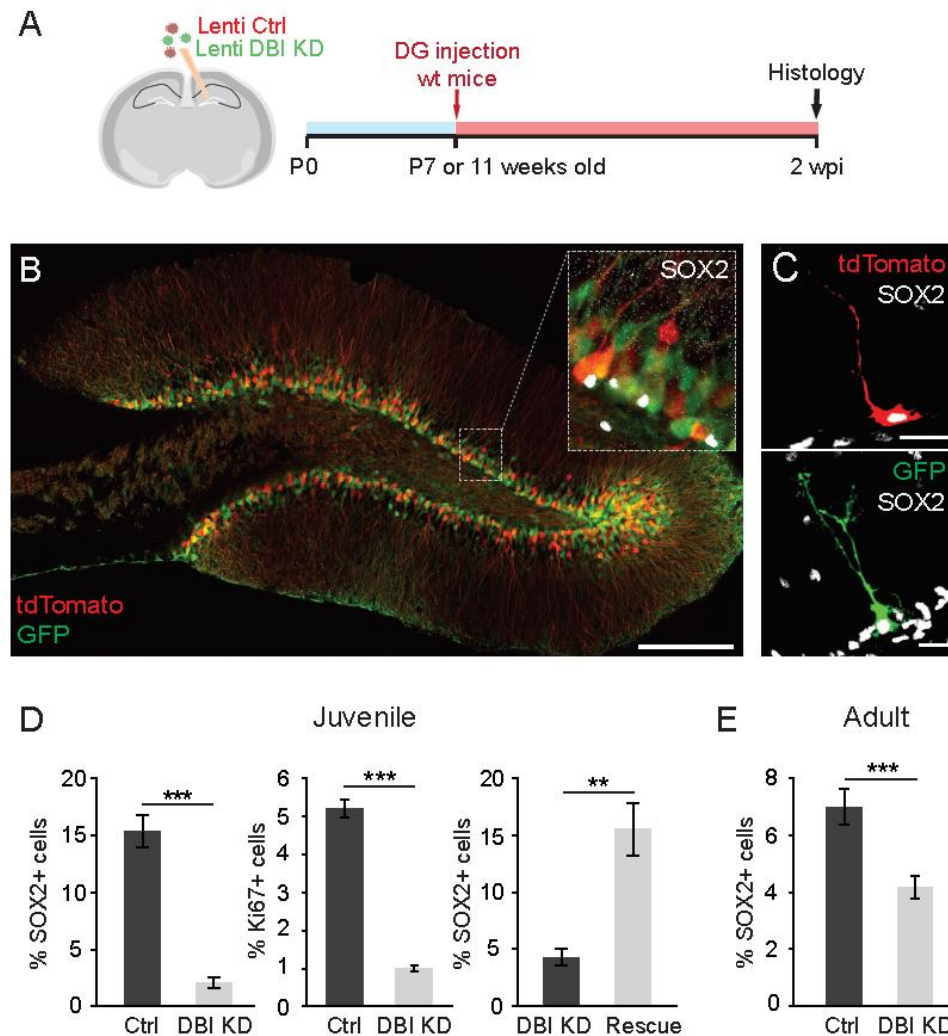 A
Lenti Ctrl
Lenti DBI KD
DG injection
wt mice
Histology
P0
P7 or 11 weeks old
2 wpi
B
SOX2
tdTomato
GFP
C
tdTomato
SOX2
GFP
SOX2
D
Juvenile
% SOX2+ cells
20
15
10
5
0
***
Ctrl
DBI KD
% Ki67+ cells
6
5
4
3
2
1
0
***
Ctrl
DBI KD
% SOX2+ cells
20
15
10
5
0
**
DBI KD
Rescue
E
Adult
% SOX2+ cells
8
6
4
2
0
***
Ctrl
DBI KD